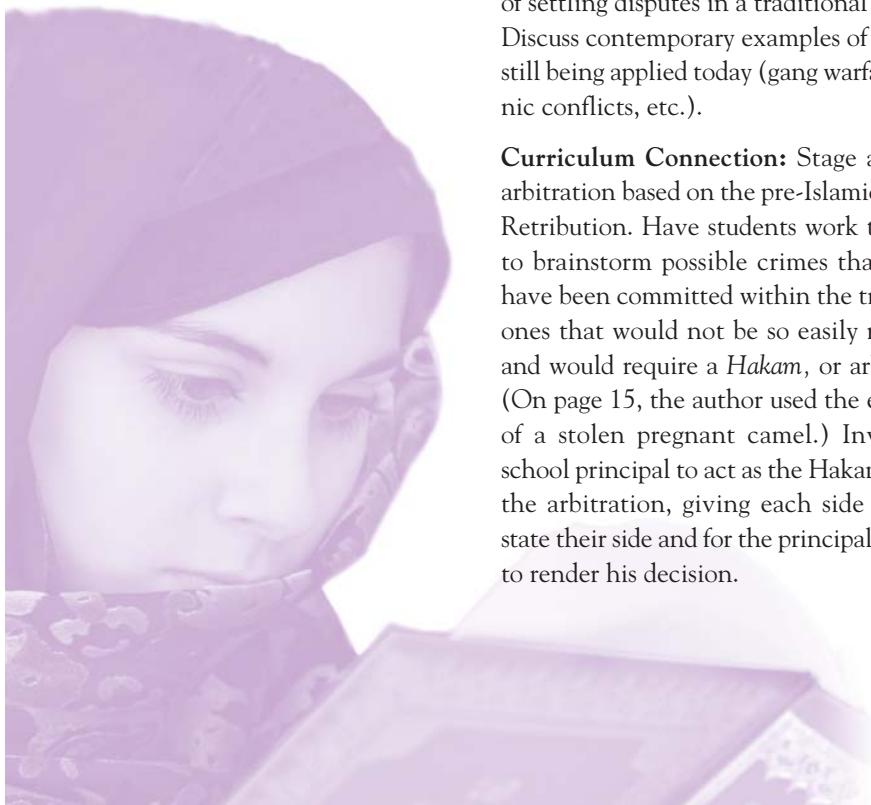 of settling disputes in a traditional
Discuss contemporary examples of
still being applied today (gang warfa
nic conflicts, etc.).
Curriculum Connection: Stage a
arbitration based on the pre-Islamic
Retribution. Have students work t
to brainstorm possible crimes tha
have been committed within the tr
ones that would not be so easily r
and would require a Hakam, or ar
(On page 15, the author used the e
of a stolen pregnant camel.) Inv
school principal to act as the Hakam
the arbitration, giving each side
state their side and for the principal
to render his decision.